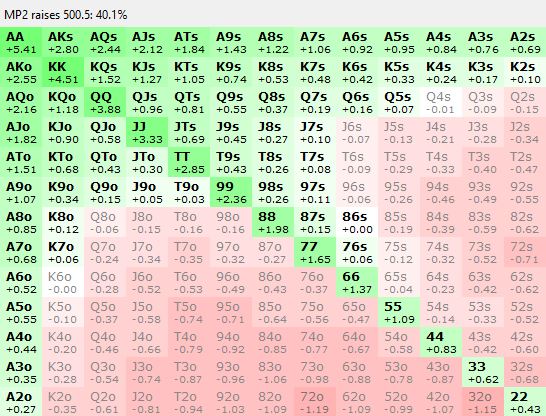 MP2 raises 500.5: 40.1%
AA AKs AQs AJs ATs A9s A8s A7s A6s A5s A4s A3s A2s
+5.41 +2.80 +2.44 +2.12 +1.84 +1.43 +1.22 +1.06 +0.92 +0.95 +0.84 +0.76 +0.69
AKo KK KQs KJs KTs K9s K8s K7s K6s K5s K4s K3s K2s
+2.55 +4.51 +1.52 +1.27 +1.05 +0.74 +0.53 +0.48 +0.42 +0.33 +0.24 +0.17 +0.10
AQo KQo QQ QJs QTs Q9s Q8s Q7s Q6s Q5s Q4s Q3s Q2s
+2.16 +1.18 +3.88 +0.96 +0.81 +0.55 +0.37 +0.19 +0.16 +0.07 -0.01 -0.09 -0.15
AJo KJo QJo JJ JTs J9s J8s J7s J6s J5s J4s J3s J2s
+1.82 +0.90 +0.58 +3.33 +0.69 +0.45 +0.27 +0.10 -0.07 -0.13 -0.21 -0.28 -0.34
ATo KTo QTo JTo TT T9s T8s T7s T6s T5s T4s T3s T2s
+1.51 +0.68 +0.43 +0.30 +2.85 +0.43 +0.26 +0.08 -0.09 -0.29 -0.33 -0.40 -0.47
A9o K9o Q9o J9o T9o 99 98s 97s 96s 95s 94s 93s 92s
+1.07 +0.34 +0.15 +0.05 +0.03 +2.36 +0.26 +0.11 -0.06 -0.26 -0.46 -0.49 -0.55
A8o K8o Q8o J8o T8o 98o 88 87s 86s 85s 84s 83s 82s
+0.85 +0.12 -0.06 -0.15 -0.16 -0.16 +1.98 +0.15 +0.00 -0.19 -0.39 -0.59 -0.62
A7o K7o Q7o J7o T7o 97o 87o 77 76s 75s 74s 73s 72s
+0.68 +0.06 -0.24 -0.34 -0.35 -0.32 -0.27 +1.65 +0.06 -0.12 -0.32 -0.52 -0.71
A6o K6o Q6o J6o T6o 96o 86o 76o 66 65s 64s 63s 62s
+0.52 -0.00 -0.28 -0.52 -0.53 -0.49 -0.43 -0.37 +1.37 -0.04 -0.23 -0.42 -0.62
A5o K5o Q5o J5o T5o 95o 85o 75o 65o 55 54s 53s 52s
+0.55 -0.10 -0.37 -0.58 -0.74 -0.71 -0.64 -0.56 -0.47 +1.09 -0.14 -0.33 -0.52
A4o K4o Q4o J4o T4o 94o 84o 74o 64o 54o 44 43s 42s
+0.44 -0.20 -0.46 -0.66 -0.79 -0.92 -0.85 -0.77 -0.67 -0.58 +0.83 -0.42 -0.60
A3o K3o Q3o J3o T3o 93o 83o 73o 63o 53o 43o 33 32s
+0.35 -0.28 -0.54 -0.74 -0.87 -0.96 -1.06 -0.98 -0.88 -0.78 -0.87 +0.62 -0.68
A2o K2o Q2o J2o T2o 92o 82o 72o 62o 52o 42o 32o 22
+0.27 -0.35 -0.61 -0.81 -0.94 -1.03 -1.09 -1.19 -1.09 -0.98 -1.07 -1.15 +0.43